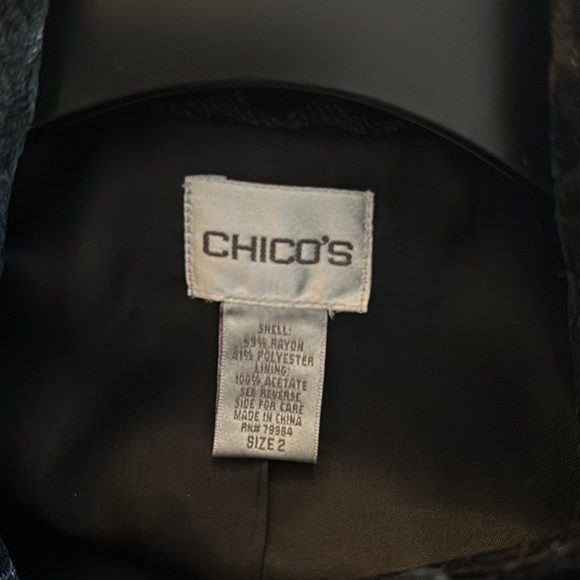 CHICO'S
SHELL:
59% RAYON
41% POLYESTER
LINING:
100% ACETATE
SEE REVERSE
SIDE FOR CARE
MADE IN CHINA
RN# 79984
SIZE 2